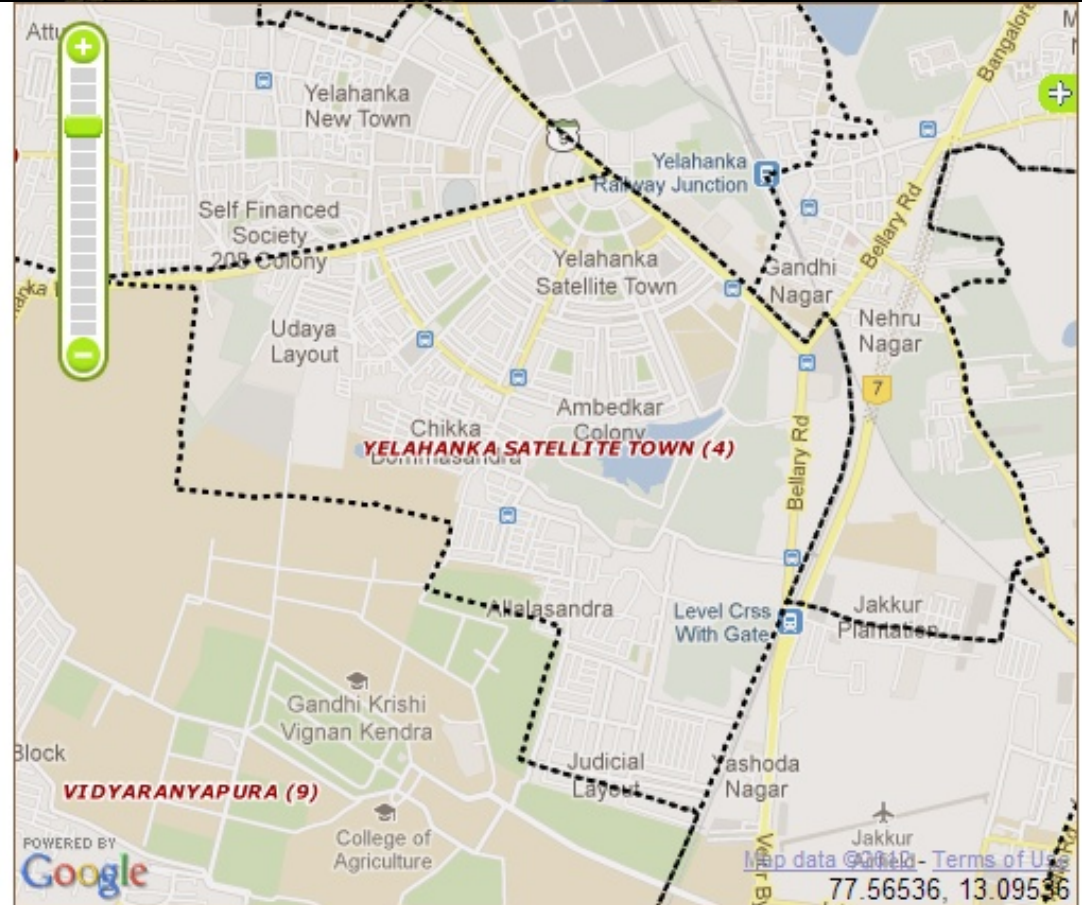 Attu
Yelahanka
New Town
Bangalore
Yelahanka
Railway Junction
Self Financed
Society
208 Colony
Bellary Rd
Yelahanka
Satellite Town
Gandhi
Nagar
Udaya
Layout
Nehru
Nagar
7
Ambedkar
Colony
Chikka
Bommasandra
YELAHANKA SATELLITE TOWN (4)
Bellary Rd
Allalasandra
Level Crss
With Gate
Jakkur
Plantation
Gandhi Krishi
Vignan Kendra
Block
Judicial
Layout
Yashoda
Nagar
VIDYARANYAPURA (9)
College of
Agriculture
Jakkur
Airfield
POWERED BY
Google
Map data ©2012 - Terms of Use
77.56536, 13.09536